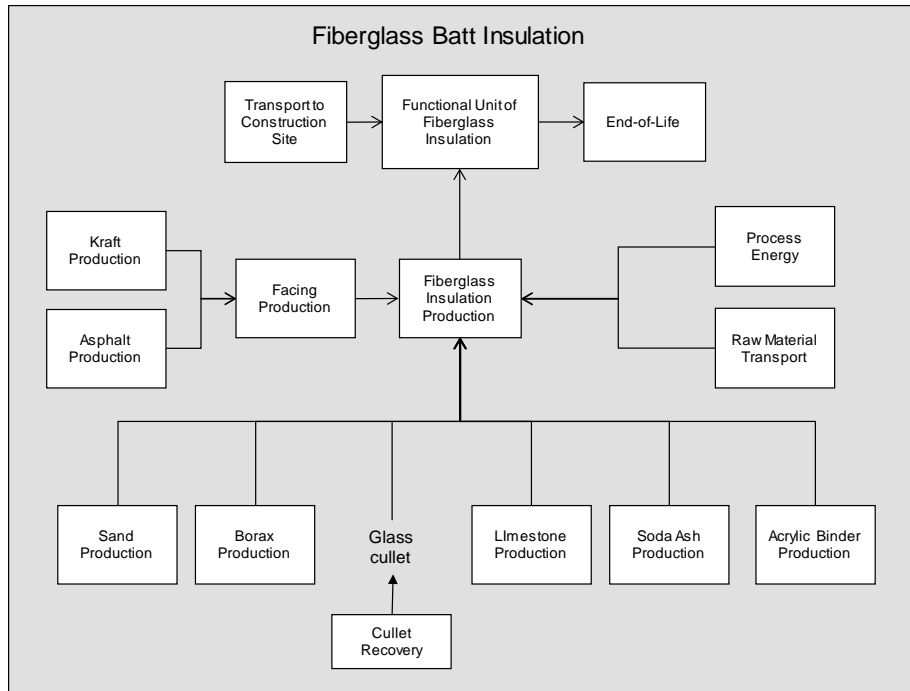 Fiberglass Batt Insulation
Transport to
Construction
Site
Functional Unit of
Fiberglass
Insulation
End-of-Life
Kraft
Production
Asphalt
Production
Facing
Production
Fiberglass
Insulation
Production
Process
Energy
Raw Material
Transport
Sand
Production
Borax
Production
Glass
cullet
LImestone
Production
Soda Ash
Production
Acrylic Binder
Production
Cullet
Recovery